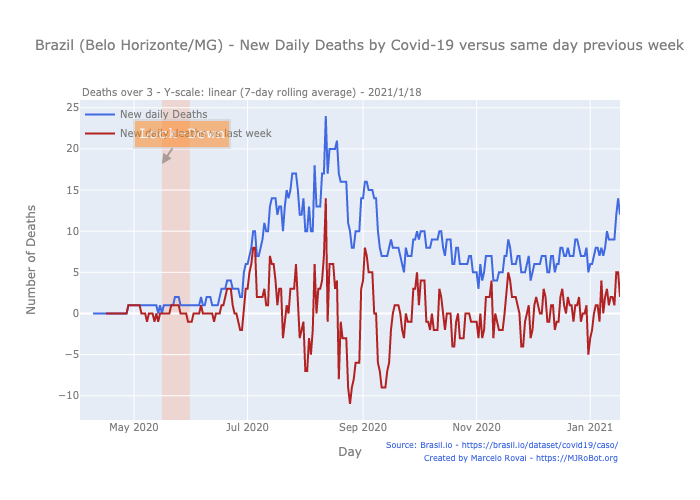 Brazil (Belo Horizonte/MG) - New Daily Deaths by Covid-19 versus same day previous week
Deaths over 3 - Y-scale: linear (7-day rolling average) - 2021/1/18
25
New daily Deaths
New daily Deaths last week
Lock - Down
20
15
10
5
0
−5
−10
Number of Deaths
May 2020
Jul 2020
Sep 2020
Nov 2020
Jan 2021
Day
Source: Brasil.io - https://brasil.io/dataset/covid19/caso/
Created by Marcelo Rovai - https://MJRoBot.org